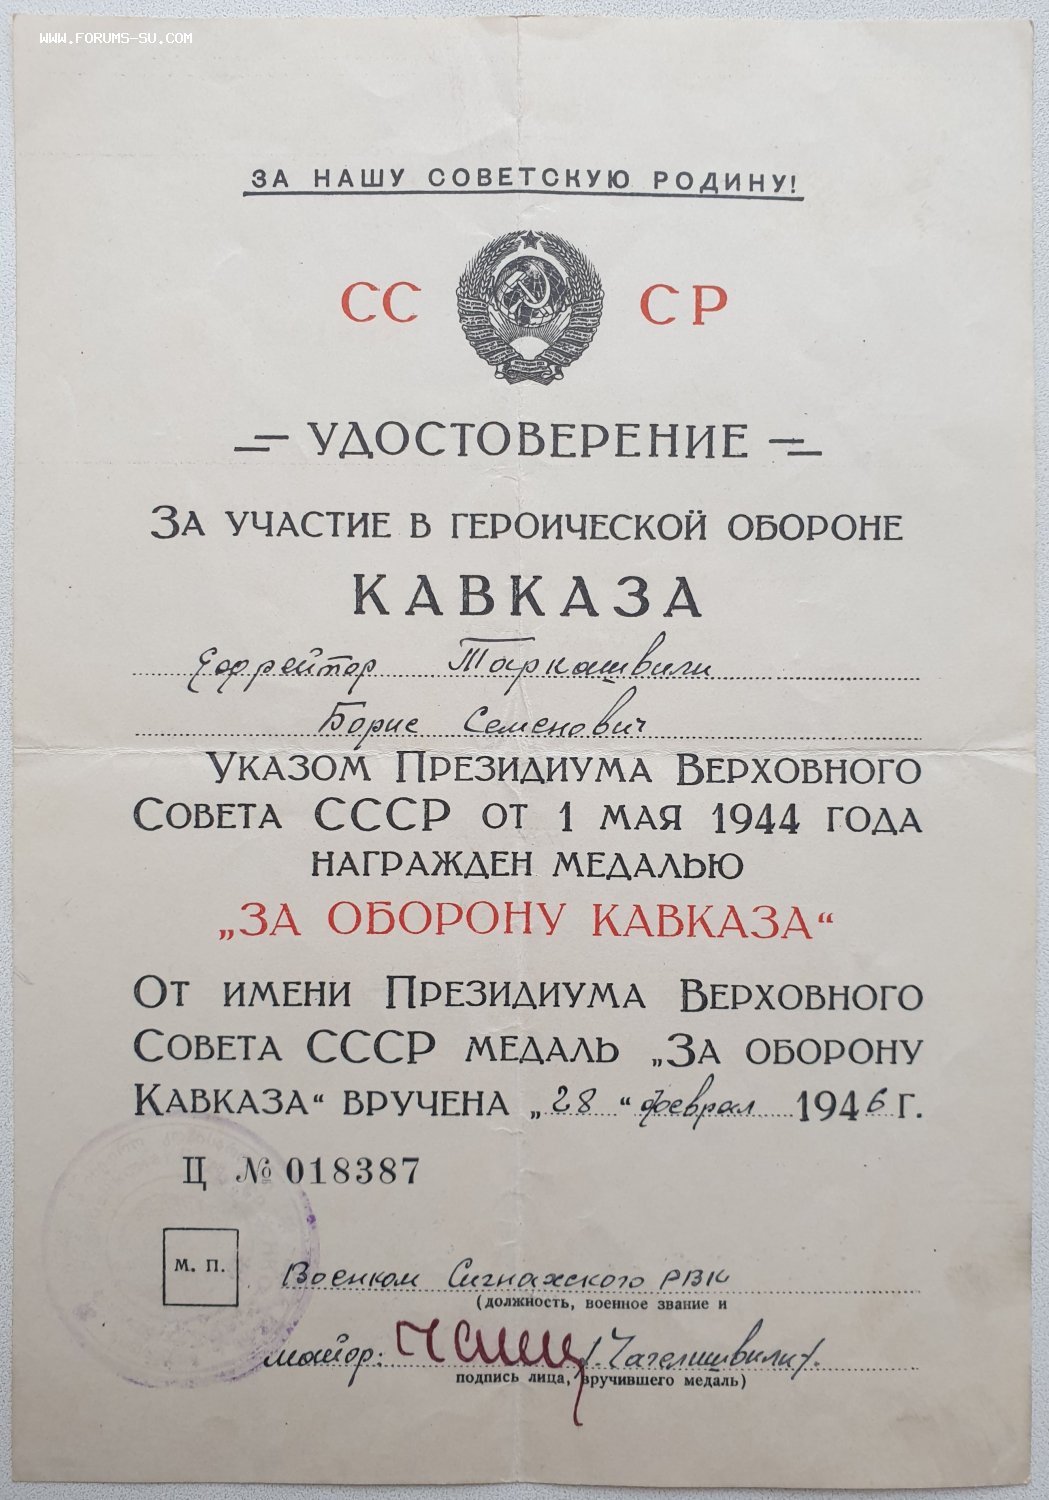 WWW.FORUMS-SU.COM
ЗА НАШУ СОВЕТСКУЮ РОДИНУ!
СС СР
УДОСТОВЕРЕНИЕ
ЗА УЧАСТИЕ В ГЕРОИЧЕСКОЙ ОБОРОНЕ
КАВКАЗА
Ефрейтор Таркашвили
Борис Семенович
УКАЗОМ ПРЕЗИДИУМА ВЕРХОВНОГО
СОВЕТА СССР ОТ 1 МАЯ 1944 ГОДА
НАГРАЖДЕН МЕДАЛЬЮ
„ЗА ОБОРОНУ КАВКАЗА“
ОТ ИМЕНИ ПРЕЗИДИУМА ВЕРХОВНОГО
СОВЕТА СССР МЕДАЛЬ „ЗА ОБОРОНУ
КАВКАЗА“ ВРУЧЕНА „28“ феврал 1946 Г.
Ц № 018387
М. П.
Военком Сигнахского РВК
(должность, военное звание и
майор: /.Чагелишвили/.
подпись лица, вручившего медаль)